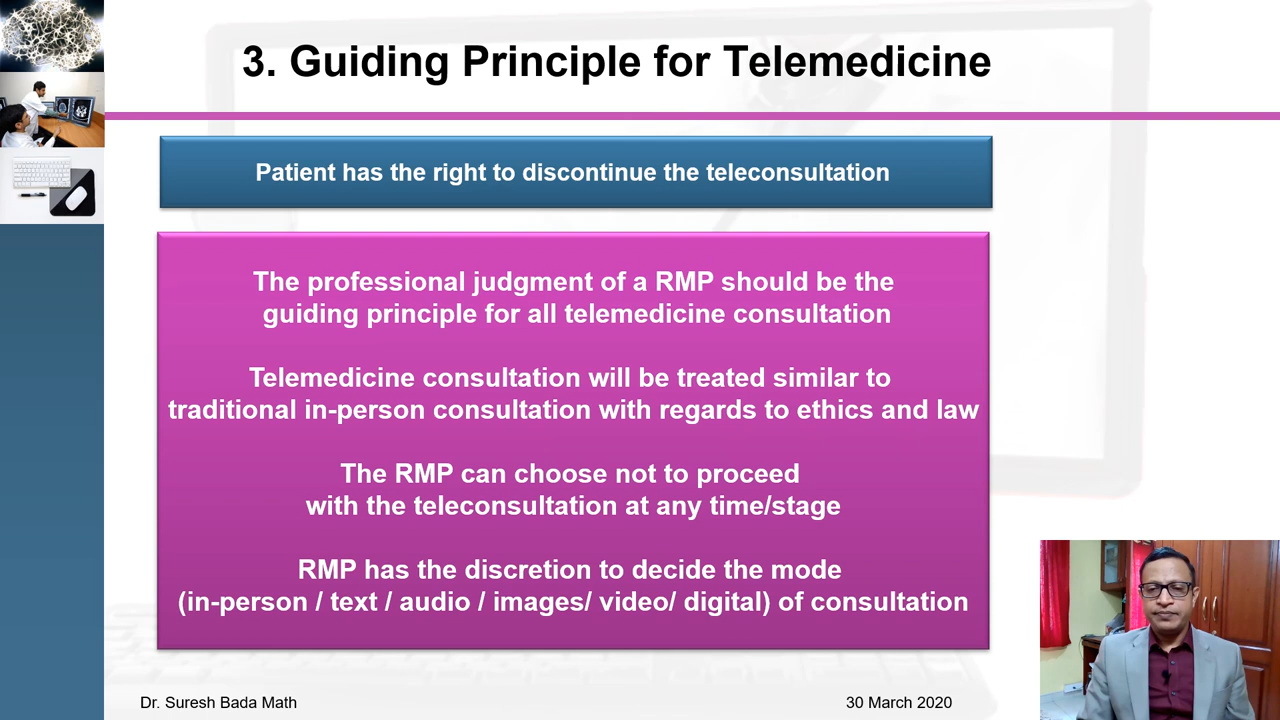 3. Guiding Principle for Telemedicine
Patient has the right to discontinue the teleconsultation
The professional judgment of a RMP should be the
guiding principle for all telemedicine consultation
Telemedicine consultation will be treated similar to
traditional in-person consultation with regards to ethics and law
The RMP can choose not to proceed
with the teleconsultation at any time/stage
RMP has the discretion to decide the mode
(in-person / text / audio / images/ video/ digital) of consultation
Dr. Suresh Bada Math
30 March 2020